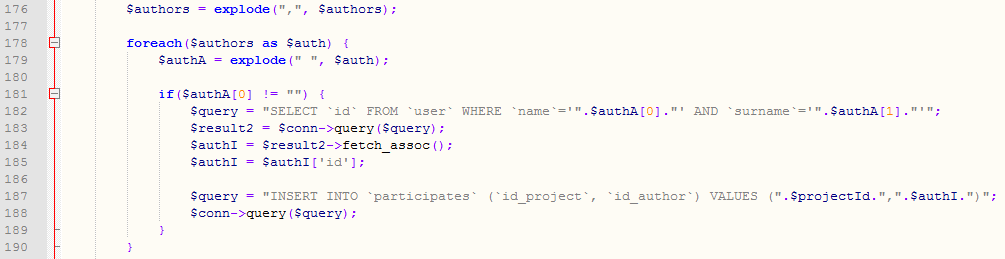 176 $authors = explode(",", $authors);
177
178 foreach($authors as $auth) {
179 $authA = explode(" ", $auth);
180
181 if($authA[0] != "") {
182 $query = "SELECT `id` FROM `user` WHERE `name`='".$authA[0]."' AND `surname`='".$authA[1]."'";
183 $result2 = $conn->query($query);
184 $authI = $result2->fetch_assoc();
185 $authI = $authI['id'];
186
187 $query = "INSERT INTO `participates` (`id_project`, `id_author`) VALUES (".$projectId.",".$authI.")";
188 $conn->query($query);
189 }
190 }